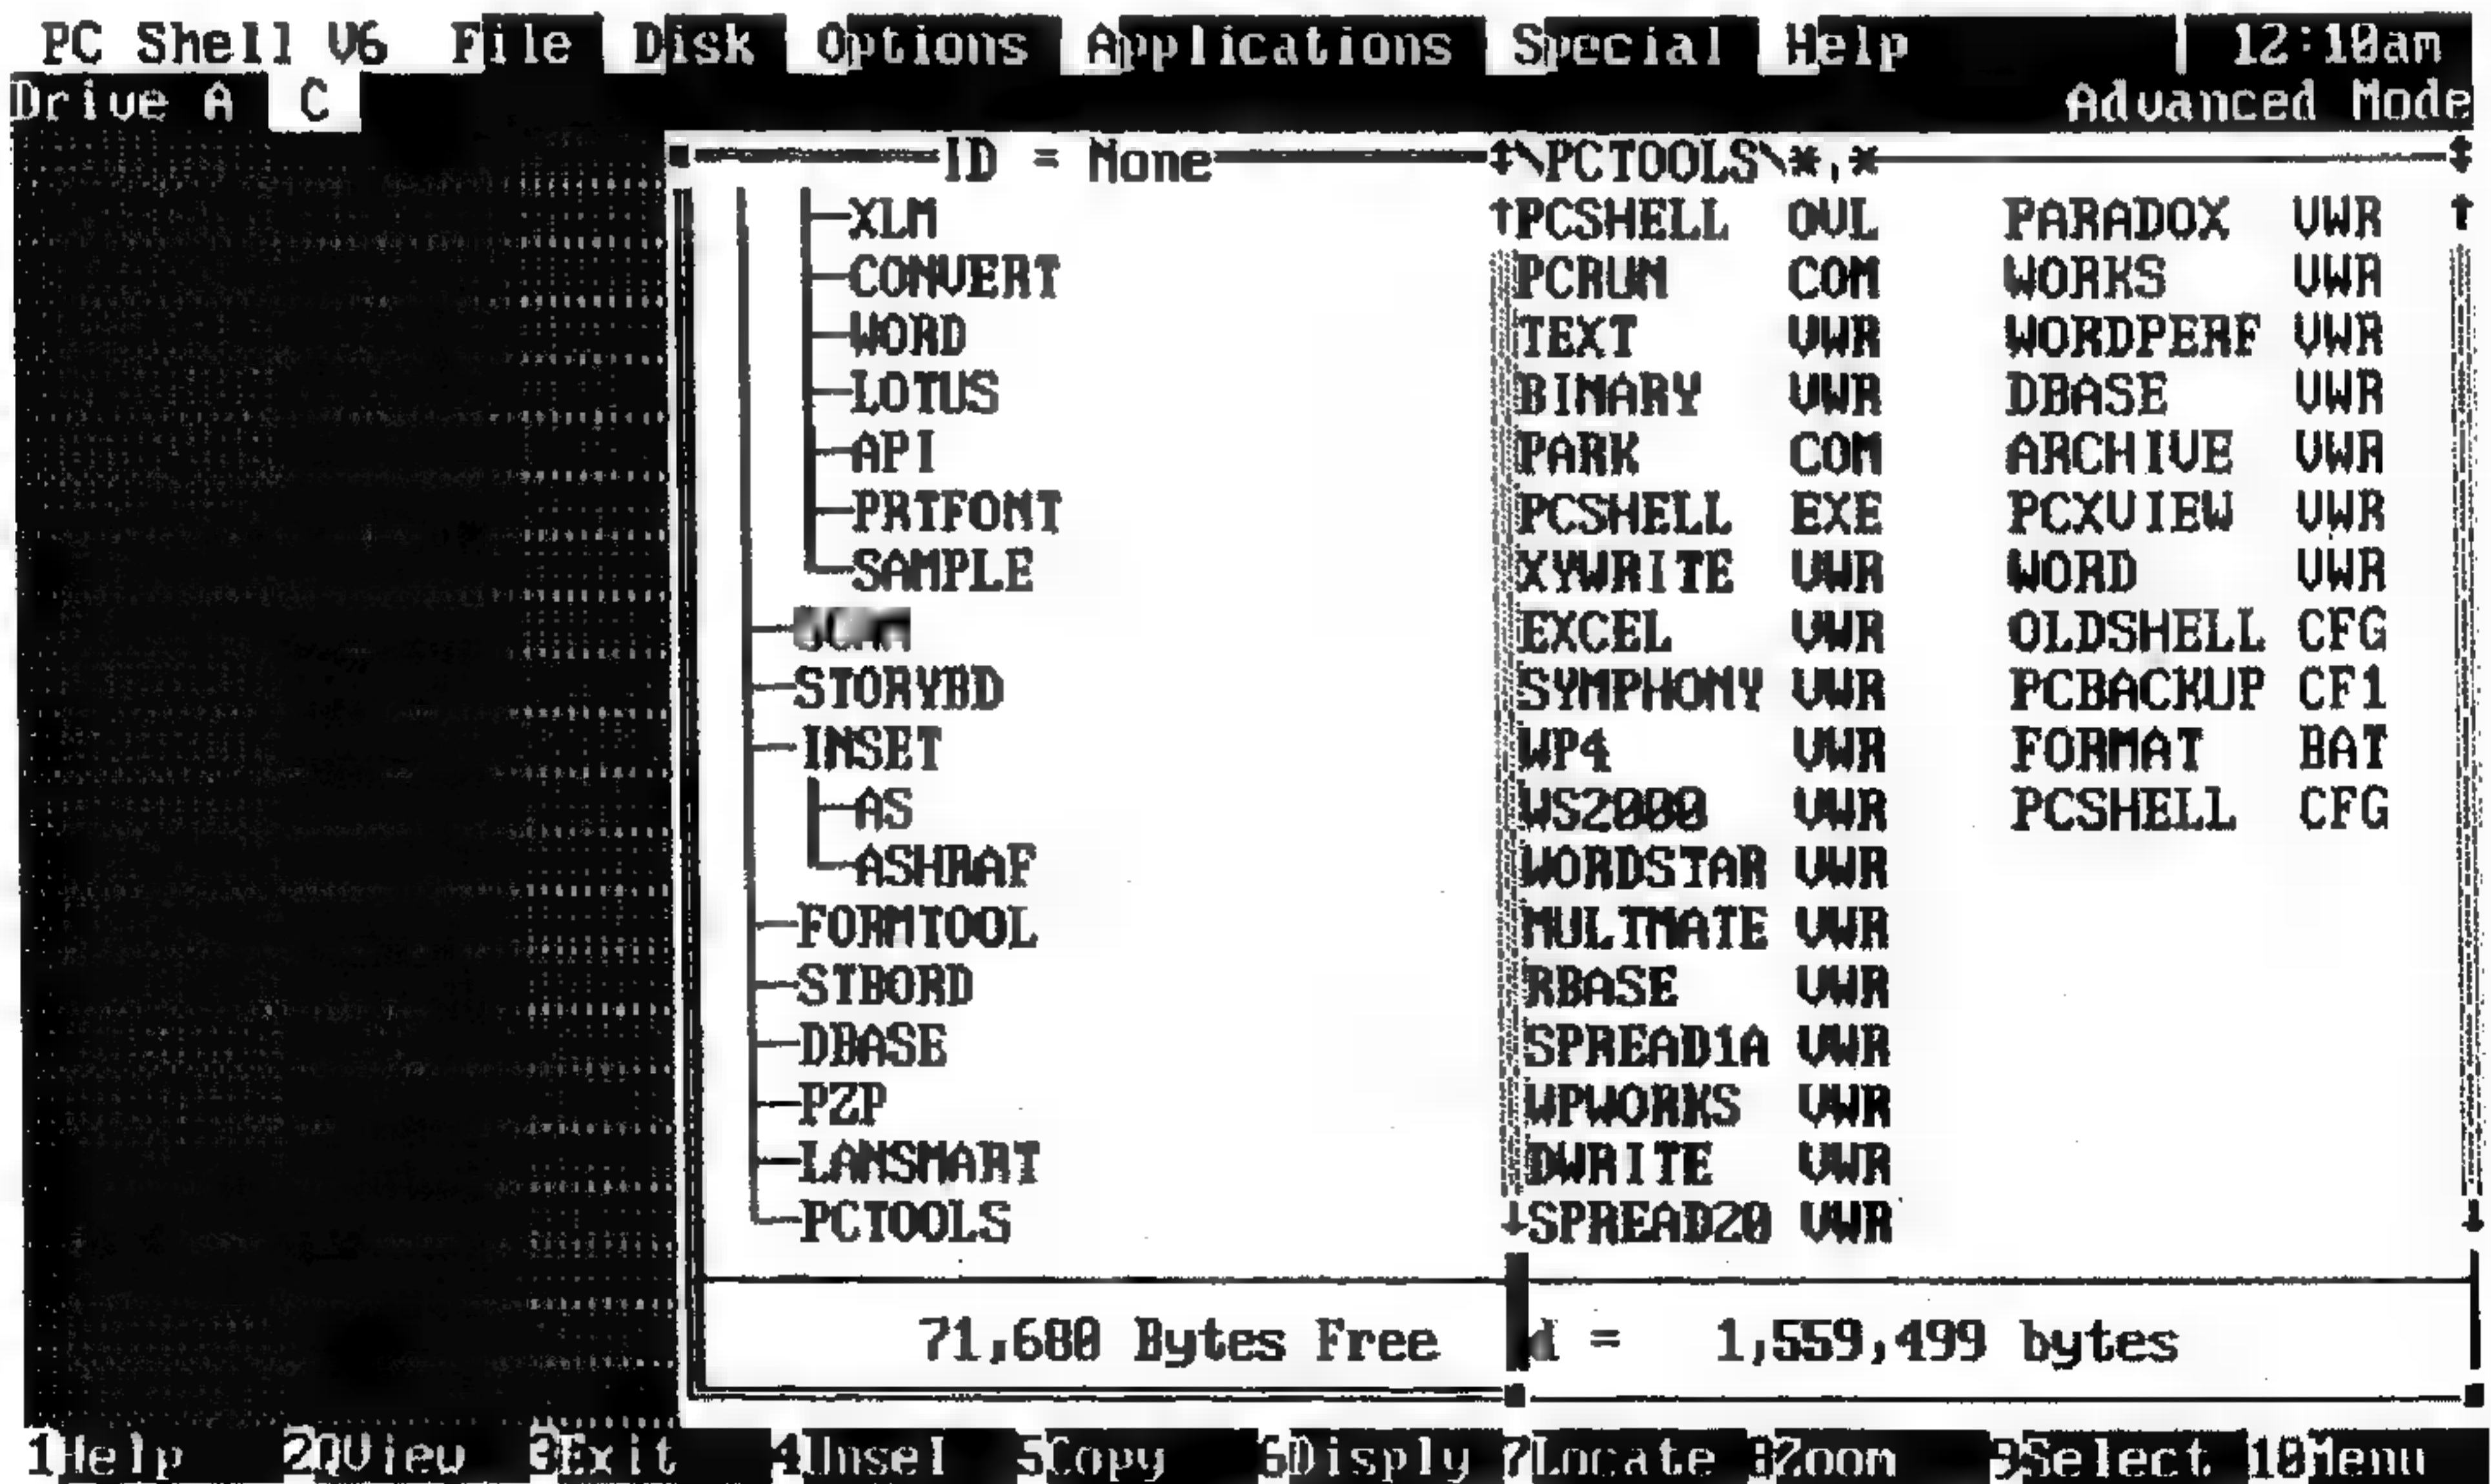 PC Shell V6 File Disk Options Applications Special Help 12:10am
Drive A C Advanced Mode
ID = None \PCTOOLS\*.*
XLM PCSHELL OVL PARADOX VWR
CONVERT PCRUN COM WORKS VWR
WORD TEXT VWR WORDPERF VWR
LOTUS BINARY VWR DBASE VWR
API PARK COM ARCHIVE VWR
PRTFONT PCSHELL EXE PCXVIEW VWR
SAMPLE XYWRITE VWR WORD VWR
EXCEL VWR OLDSHELL CFG
STORYBD SYMPHONY VWR PCBACKUP CF1
INSET WP4 VWR FORMAT BAT
AS WS2000 VWR PCSHELL CFG
ASHRAF WORDSTAR VWR
FORMTOOL MULTMATE VWR
STBORD RBASE VWR
DBASE SPREAD1A VWR
PZP WPWORKS VWR
LANSMART DWRITE VWR
PCTOOLS SPREAD20 VWR
71,680 Bytes Free d = 1,559,499 bytes
1Help 2QView 3Exit 4Unsel 5Copy 6Disply 7Locate 8Zoom 9Select 10Menu